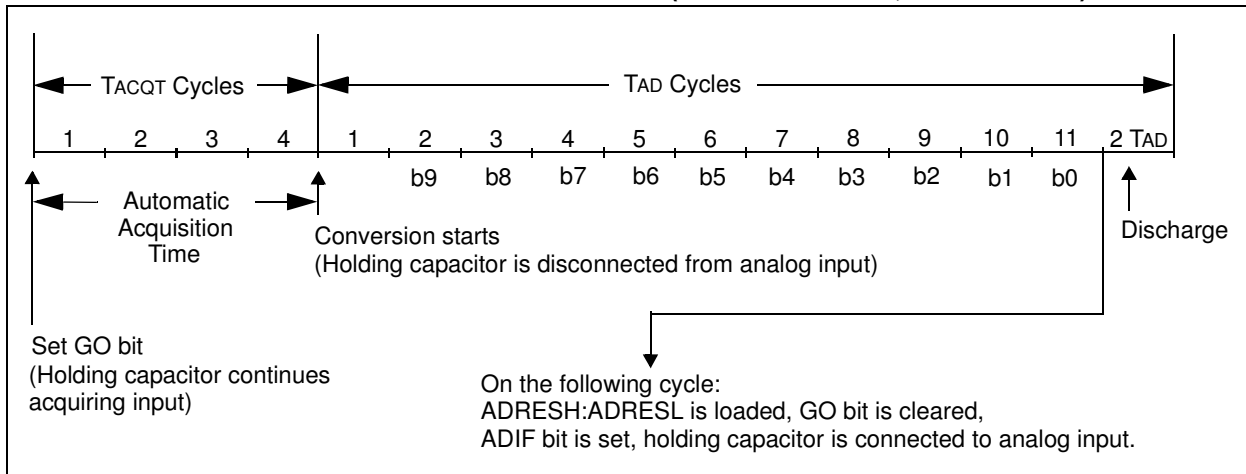 TACQT Cycles
TAD Cycles
1 2 3 4 1 2 3 4 5 6 7 8 9 10 11 2 TAD
b9 b8 b7 b6 b5 b4 b3 b2 b1 b0
Automatic
Acquisition
Time
Conversion starts
(Holding capacitor is disconnected from analog input)
Discharge
Set GO bit
(Holding capacitor continues
acquiring input)
On the following cycle:
ADRESH:ADRESL is loaded, GO bit is cleared,
ADIF bit is set, holding capacitor is connected to analog input.